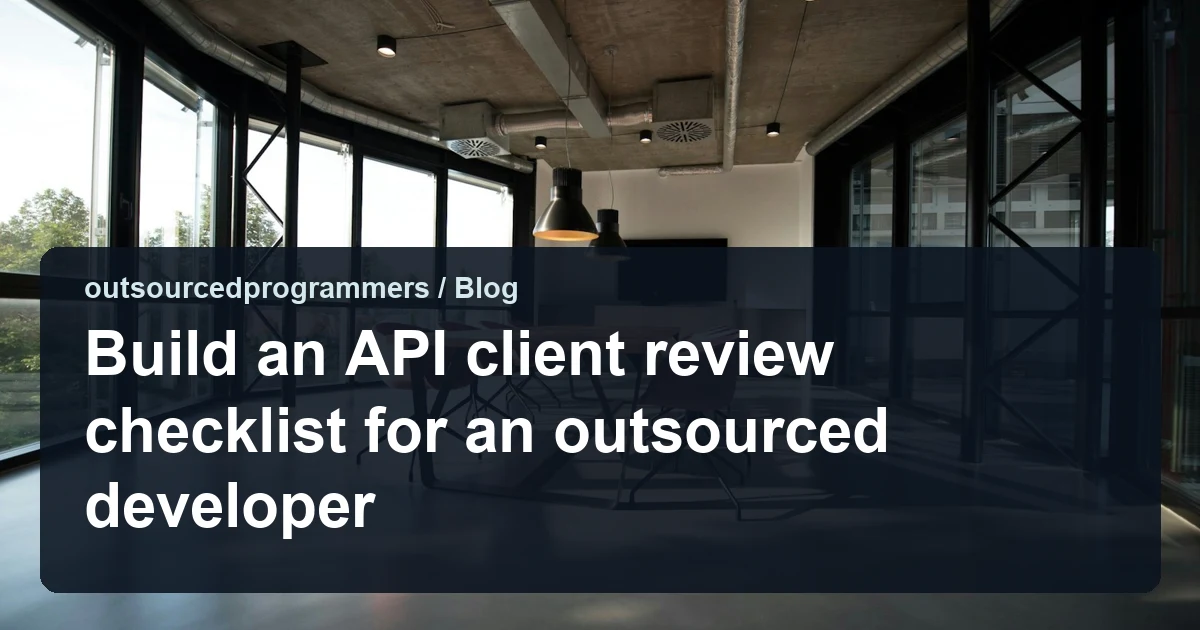 outsourcedprogrammers / Blog
Build an API client review
checklist for an outsourced
developer